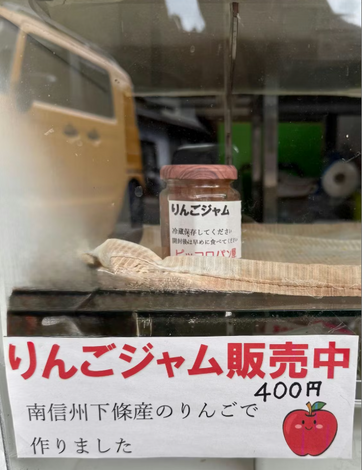 りんごジャム
冷蔵保存してください
開封後は早めに食べてください
ピッコロパン
りんごジャム販売中
400円
南信州下條産のりんごで
作りました